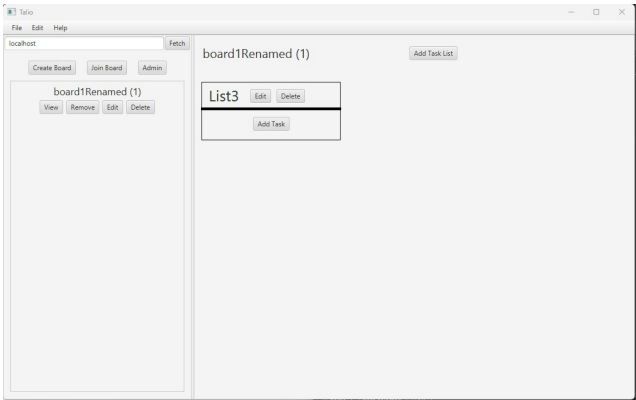 Talio
File Edit Help
localhost Fetch
Create Board Join Board Admin
board1Renamed (1)
View Remove Edit Delete
board1Renamed (1) Add Task List
List3 Edit Delete
Add Task